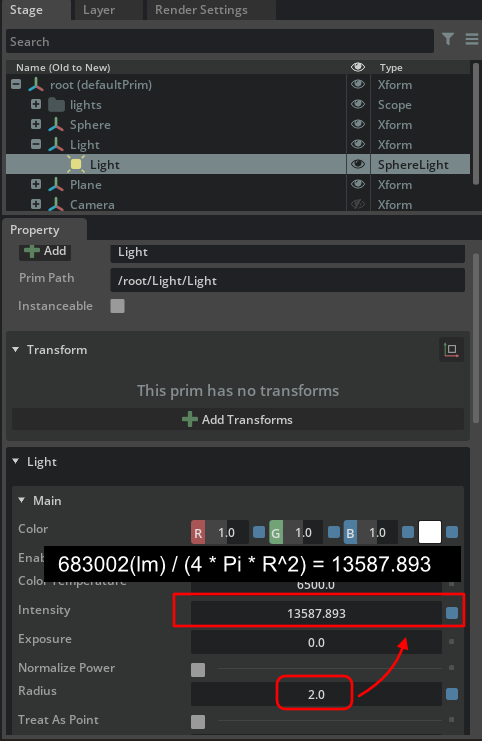 Stage Layer Render Settings
Search
Name (Old to New) Type
root (defaultPrim) Xform
lights Scope
Sphere Xform
Light Xform
Light SphereLight
Plane Xform
Camera Xform
Property
Add Light
Prim Path /root/Light/Light
Instanceable
Transform
This prim has no transforms
Add Transforms
Light
Main
Color R 1.0 G 1.0 B 1.0
683002(lm) / (4 * Pi * R^2) = 13587.893
Color Temperature 6500.0
Intensity 13587.893
Exposure 0.0
Normalize Power
Radius 2.0
Treat As Point